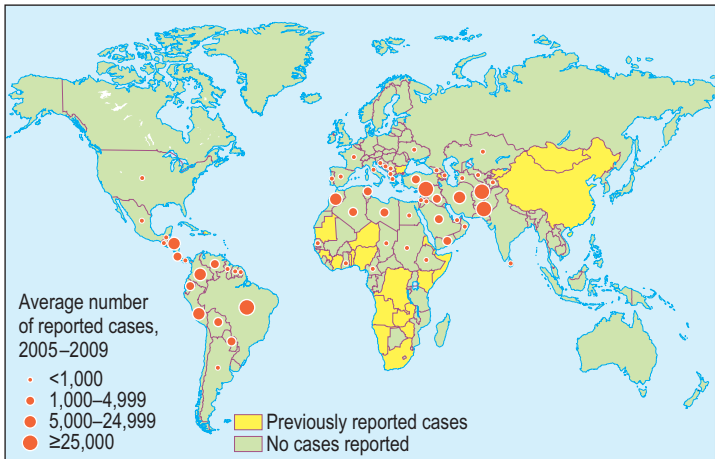 Average number
of reported cases,
2005–2009
<1,000
1,000–4,999
5,000–24,999
≥25,000
Previously reported cases
No cases reported